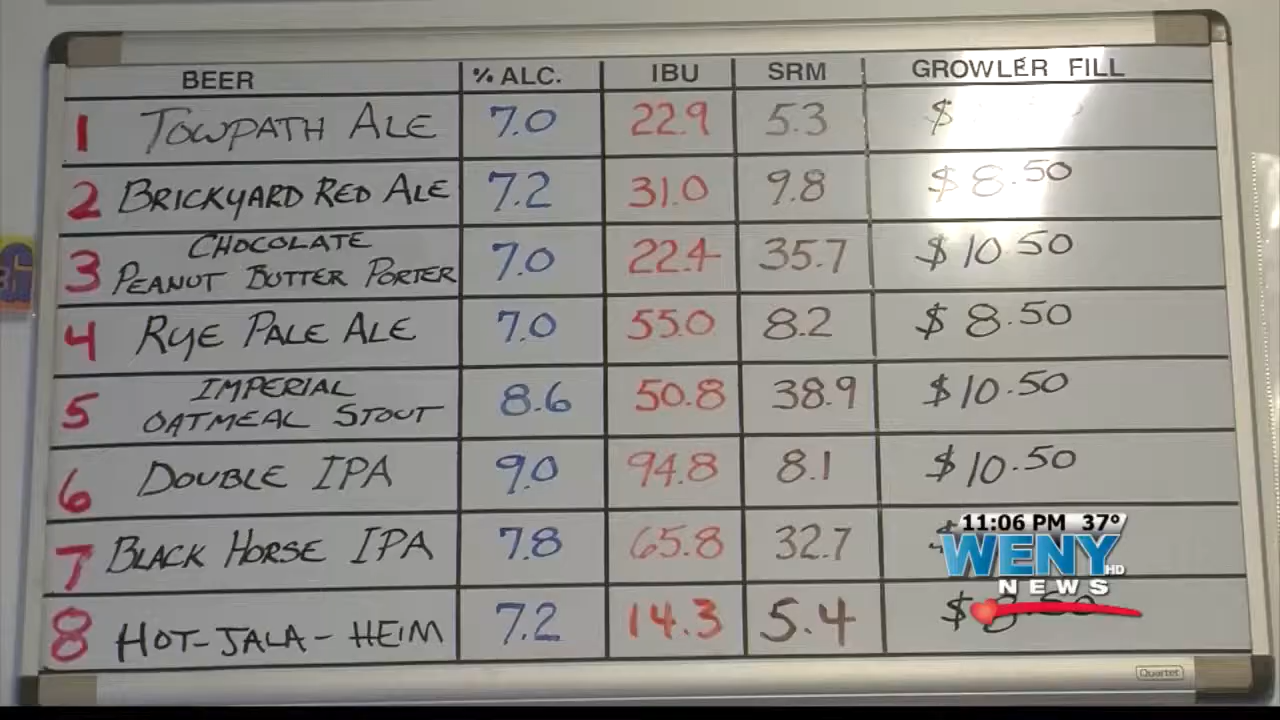 BEER % ALC. IBU SRM GROWLER FILL
1 TOWPATH ALE 7.0 22.9 5.3 $
2 BRICKYARD RED ALE 7.2 31.0 9.8 $8.50
CHOCOLATE
3 PEANUT BUTTER PORTER 7.0 22.4 35.7 $10.50
4 RYE PALE ALE 7.0 55.0 8.2 $8.50
IMPERIAL
5 OATMEAL STOUT 8.6 50.8 38.9 $10.50
6 DOUBLE IPA 9.0 94.8 8.1 $10.50
7 BLACK HORSE IPA 7.8 65.8 32.7
8 HOT-JALA-HEIM 7.2 14.3 5.4 $8.50
11:06 PM 37°
WENY
HD
NEWS
Quartet